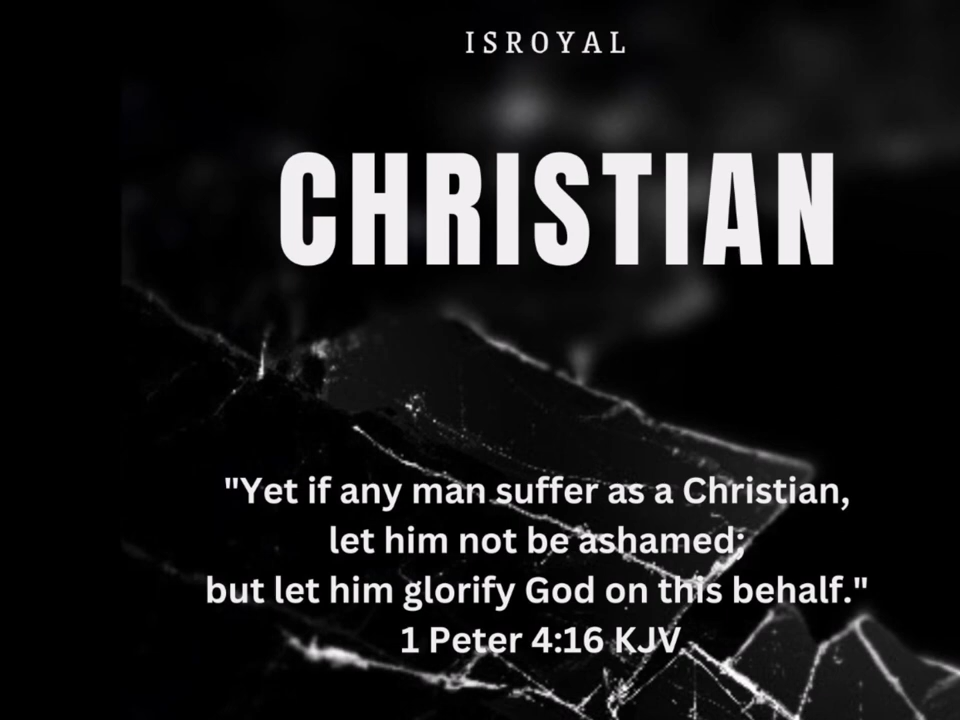 ISROYAL
CHRISTIAN
"Yet if any man suffer as a Christian,
let him not be ashamed;
but let him glorify God on this behalf."
1 Peter 4:16 KJV